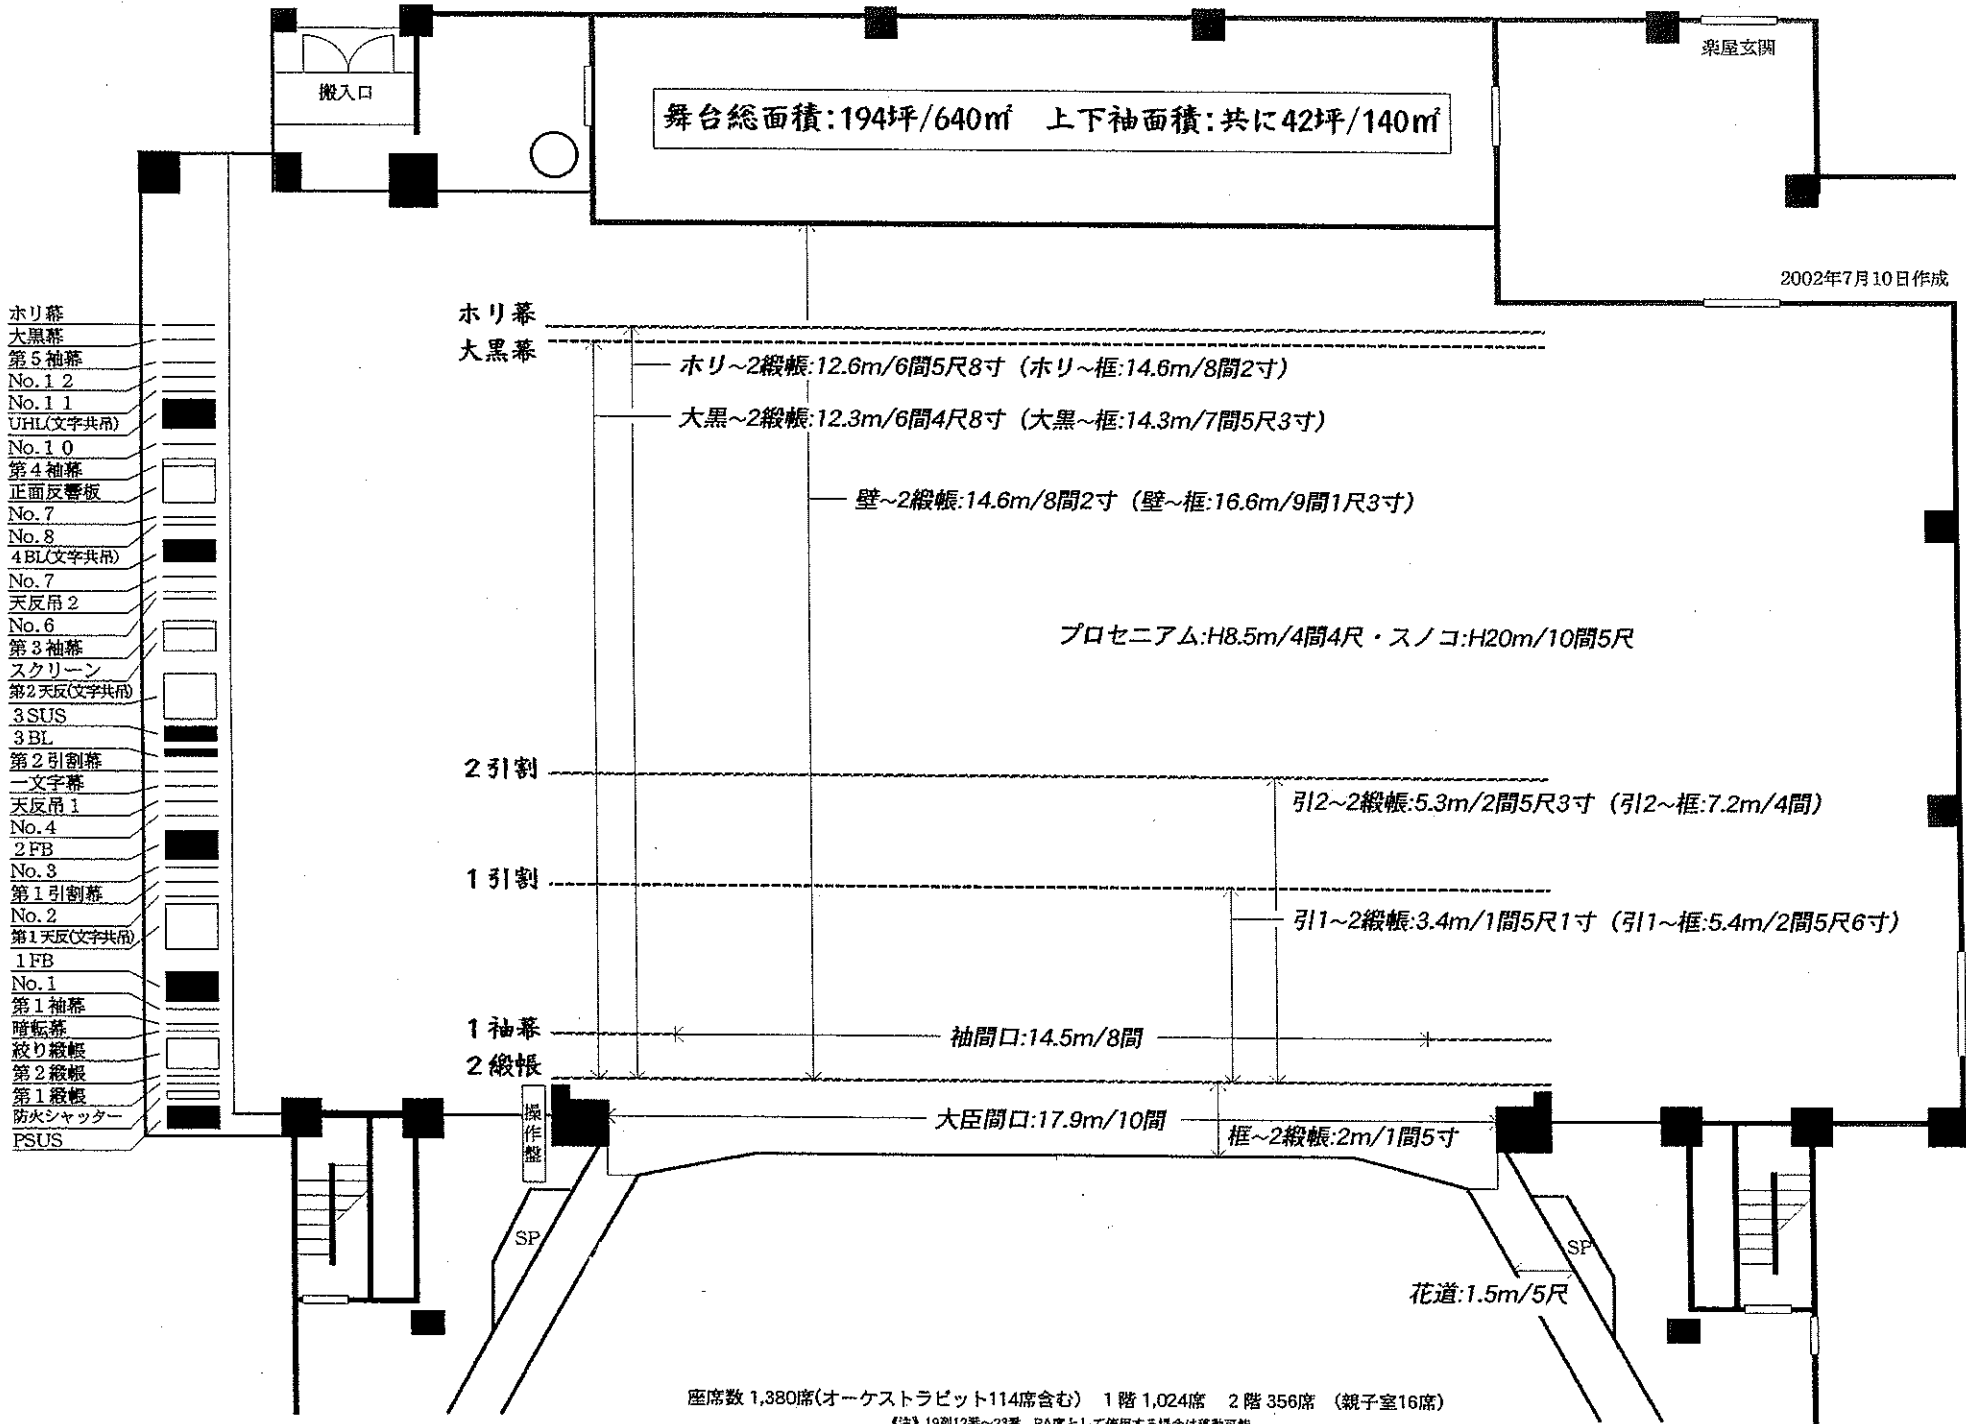 楽屋玄関
搬入口
舞台総面積:194坪/640㎡ 上下袖面積:共に42坪/140㎡
2002年7月10日作成
ホリ幕
大黒幕
第5袖幕
No.12
No.11
UHL(文字共吊)
No.10
第4袖幕
正面反響板
No.7
No.8
4BL(文字共吊)
No.7
天反吊2
No.6
第3袖幕
スクリーン
第2天反(文字共吊)
3SUS
3BL
第2引割幕
一文字幕
天反吊1
No.4
2FB
No.3
第1引割幕
No.2
第1天反(文字共吊)
1FB
No.1
第1袖幕
暗転幕
絞り緞帳
第2緞帳
第1緞帳
防火シャッター
PSUS
ホリ幕
大黒幕
ホリ~2緞帳:12.6m/6間5尺8寸(ホリ~框:14.6m/8間2寸)
大黒~2緞帳:12.3m/6間4尺8寸(大黒~框:14.3m/7間5尺3寸)
壁~2緞帳:14.6m/8間2寸(壁~框:16.6m/9間1尺3寸)
プロセニアム:H8.5m/4間4尺・スノコ:H20m/10間5尺
2引割
引2~2緞帳:5.3m/2間5尺3寸(引2~框:7.2m/4間)
1引割
引1~2緞帳:3.4m/1間5尺1寸(引1~框:5.4m/2間5尺6寸)
1袖幕
袖間口:14.5m/8間
2緞帳
操作盤
大臣間口:17.9m/10間
框~2緞帳:2m/1間5寸
SP
SP
花道:1.5m/5尺
座席数 1,380席(オーケストラピット114席含む) 1階 1,024席 2階 356席 (親子室16席)